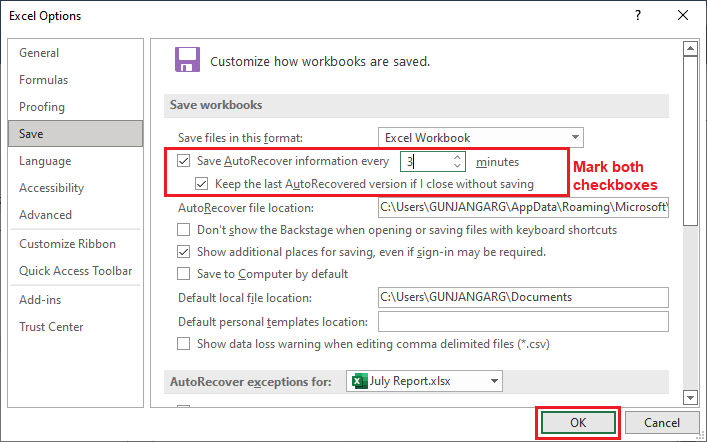 Excel Options
?
General
Formulas
Proofing
Save
Language
Accessibility
Advanced
Customize Ribbon
Quick Access Toolbar
Add-ins
Trust Center
Customize how workbooks are saved.
Save workbooks
Save files in this format: Excel Workbook
Save AutoRecover information every 3 minutes
Keep the last AutoRecovered version if I close without saving
Mark both
checkboxes
AutoRecover file location: C:\Users\GUNJANGARG\AppData\Roaming\Microsoft\
Don't show the Backstage when opening or saving files with keyboard shortcuts
Show additional places for saving, even if sign-in may be required.
Save to Computer by default
Default local file location: C:\Users\GUNJANGARG\Documents
Default personal templates location:
Show data loss warning when editing comma delimited files (*.csv)
AutoRecover exceptions for: July Report.xlsx
OK Cancel